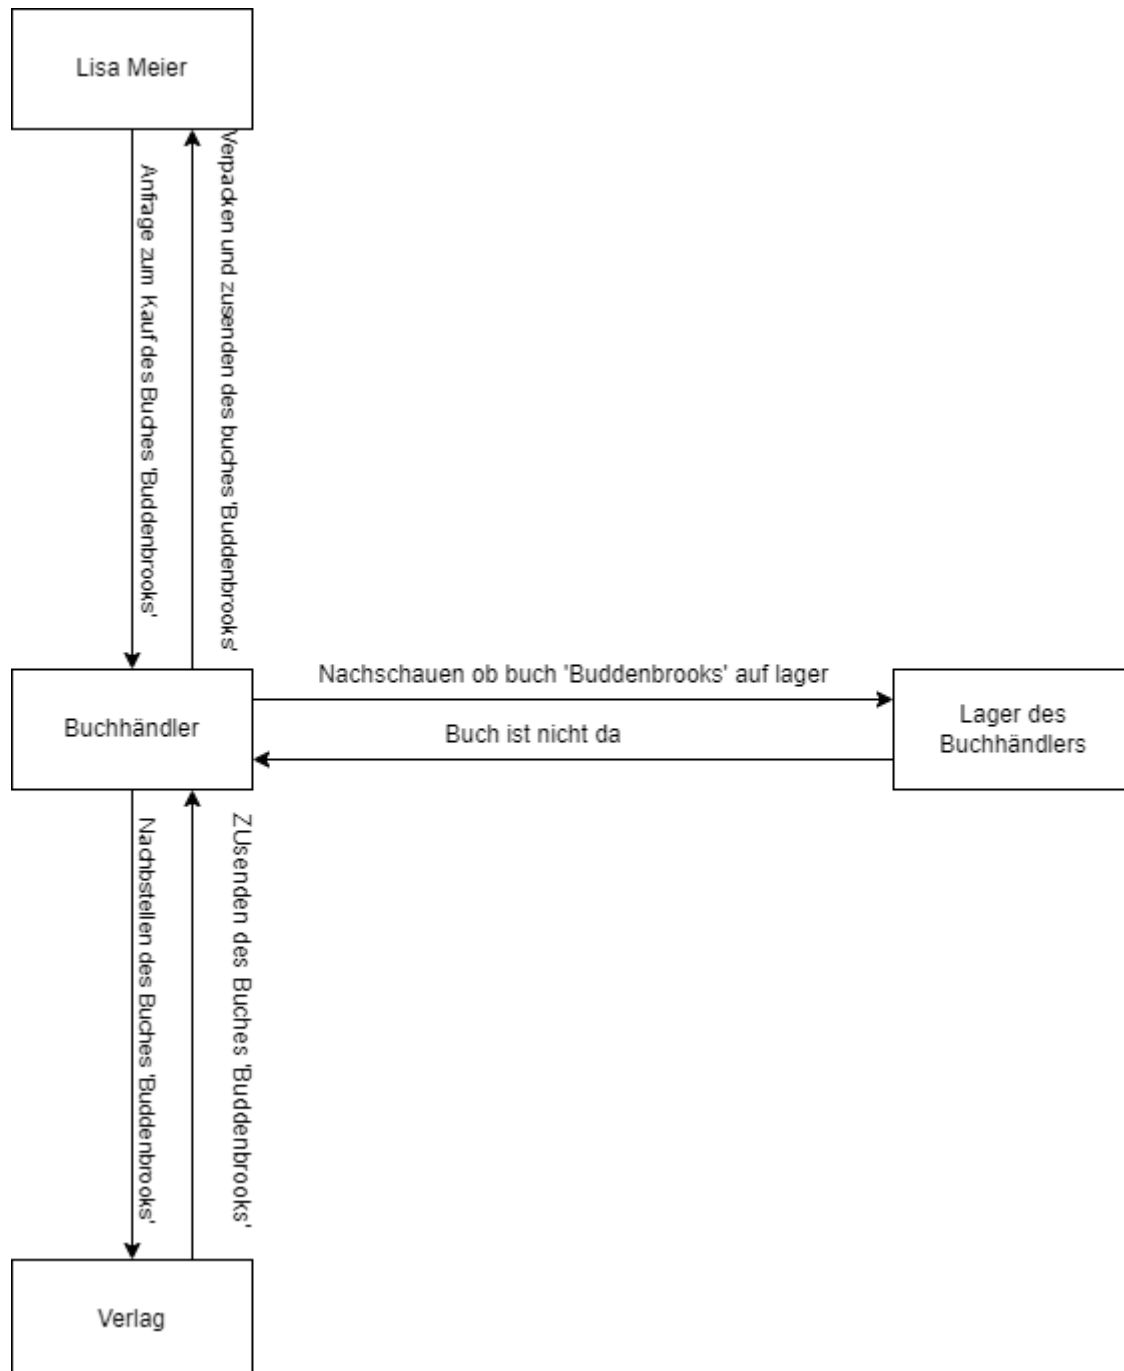 Lisa Meier
Anfrage zum Kauf des Buches 'Buddenbrooks'
Verpacken und zusenden des buches 'Buddenbrooks'
Nachschauen ob buch 'Buddenbrooks' auf lager
Buchhändler
Lager des
Buchhändlers
Buch ist nicht da
Nachbstellen des Buches 'Buddenbrooks'
ZUsenden des Buches 'Buddenbrooks'
Verlag